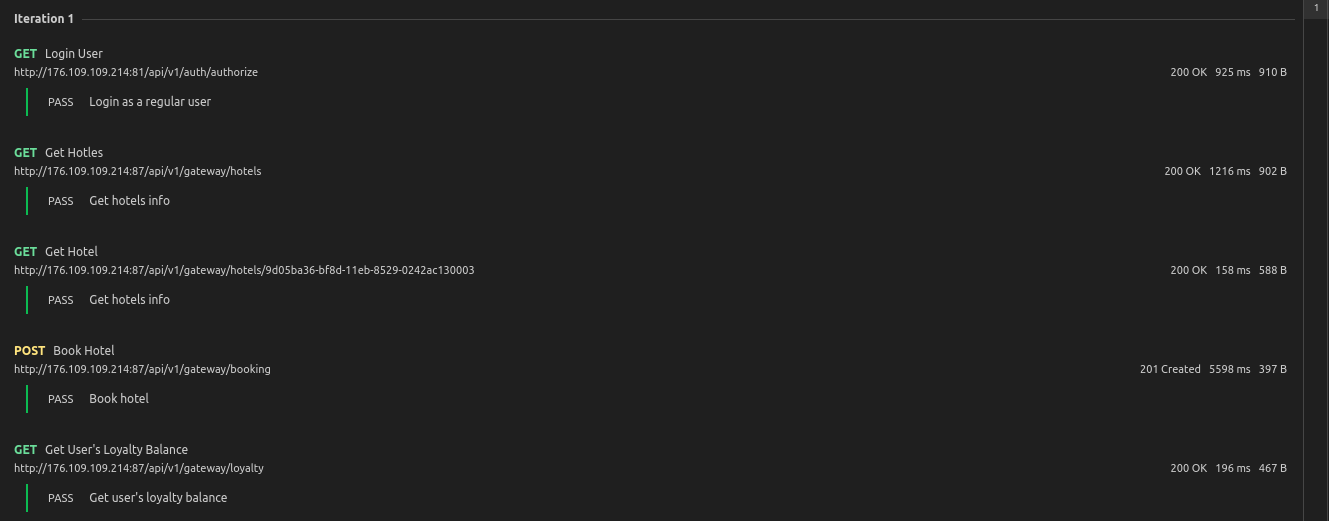 Iteration 1
1
GET Login User
http://176.109.109.214:81/api/v1/auth/authorize 200 OK 925 ms 910 B
PASS Login as a regular user
GET Get Hotles
http://176.109.109.214:87/api/v1/gateway/hotels 200 OK 1216 ms 902 B
PASS Get hotels info
GET Get Hotel
http://176.109.109.214:87/api/v1/gateway/hotels/9d05ba36-bf8d-11eb-8529-0242ac130003 200 OK 158 ms 588 B
PASS Get hotels info
POST Book Hotel
http://176.109.109.214:87/api/v1/gateway/booking 201 Created 5598 ms 397 B
PASS Book hotel
GET Get User's Loyalty Balance
http://176.109.109.214:87/api/v1/gateway/loyalty 200 OK 196 ms 467 B
PASS Get user's loyalty balance